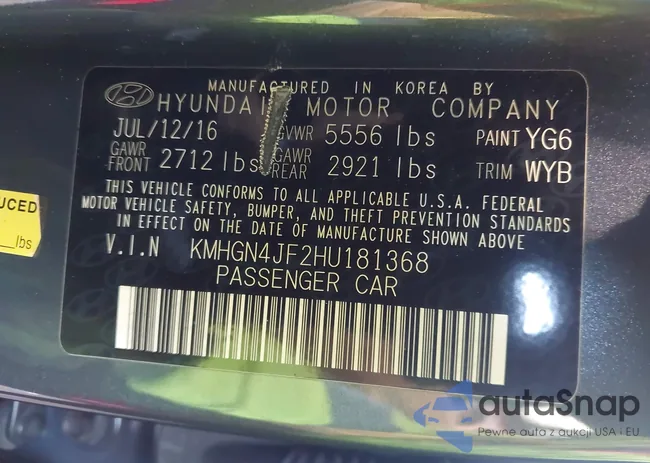 MANUFACTURED IN KOREA BY
HYUNDAI MOTOR COMPANY
JUL/12/16 GVWR 5556 lbs PAINT YG6
GAWR FRONT 2712 lbs GAWR REAR 2921 lbs TRIM WYB
THIS VEHICLE CONFORMS TO ALL APPLICABLE U.S.A. FEDERAL
MOTOR VEHICLE SAFETY, BUMPER, AND THEFT PREVENTION STANDARDS
IN EFFECT ON THE DATE OF MANUFACTURE SHOWN ABOVE
V.I.N KMHGN4JF2HU181368
PASSENGER CAR
UCED
lbs
autoSnap
Pewne auto z aukcji USA i EU